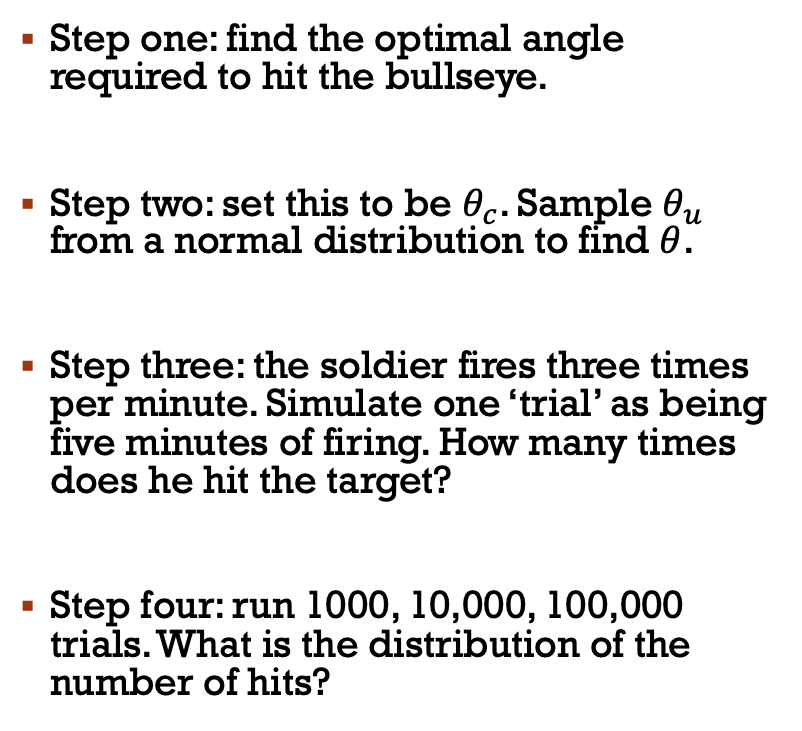 ▪ Step one: find the optimal angle
required to hit the bullseye.
▪ Step two: set this to be θ_c. Sample θ_u
from a normal distribution to find θ.
▪ Step three: the soldier fires three times
per minute. Simulate one ‘trial’ as being
five minutes of firing. How many times
does he hit the target?
▪ Step four: run 1000, 10,000, 100,000
trials. What is the distribution of the
number of hits?